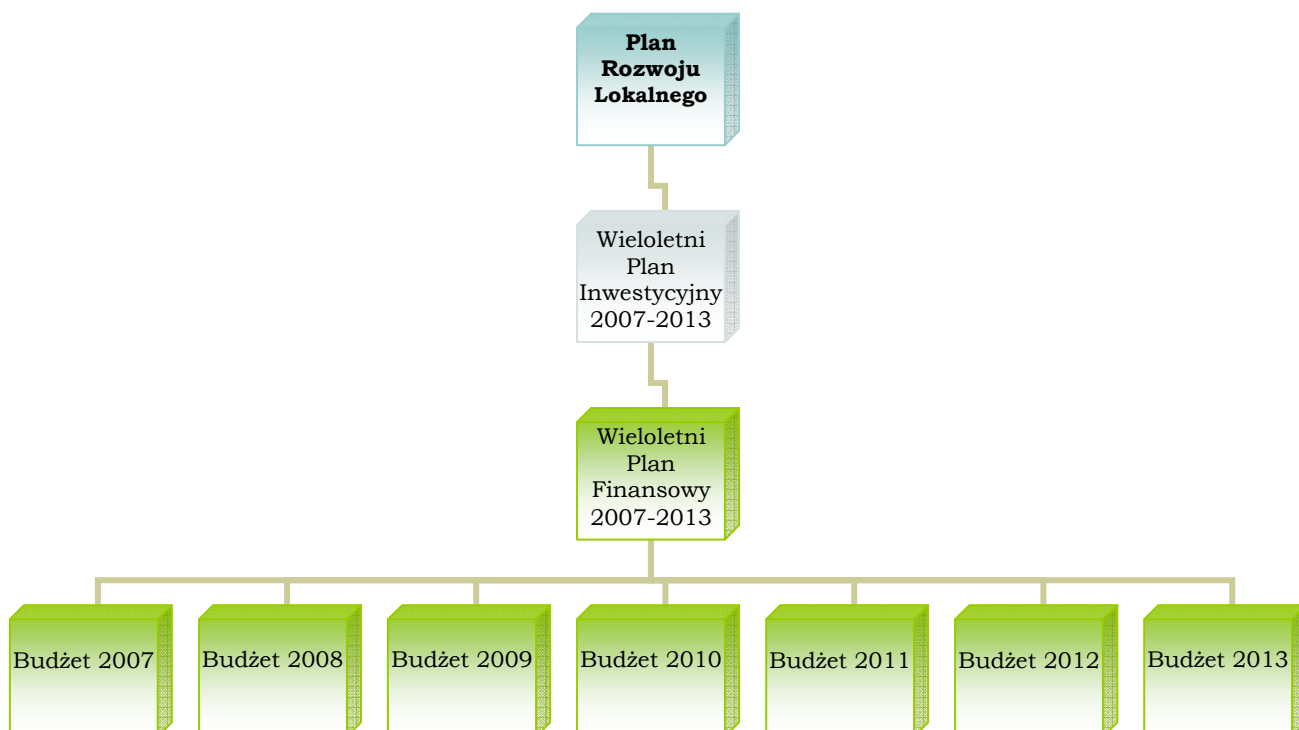 Plan
Rozwoju
Lokalnego
Wieloletni
Plan
Inwestycyjny
2007-2013
Wieloletni
Plan
Finansowy
2007-2013
Budżet 2007
Budżet 2008
Budżet 2009
Budżet 2010
Budżet 2011
Budżet 2012
Budżet 2013